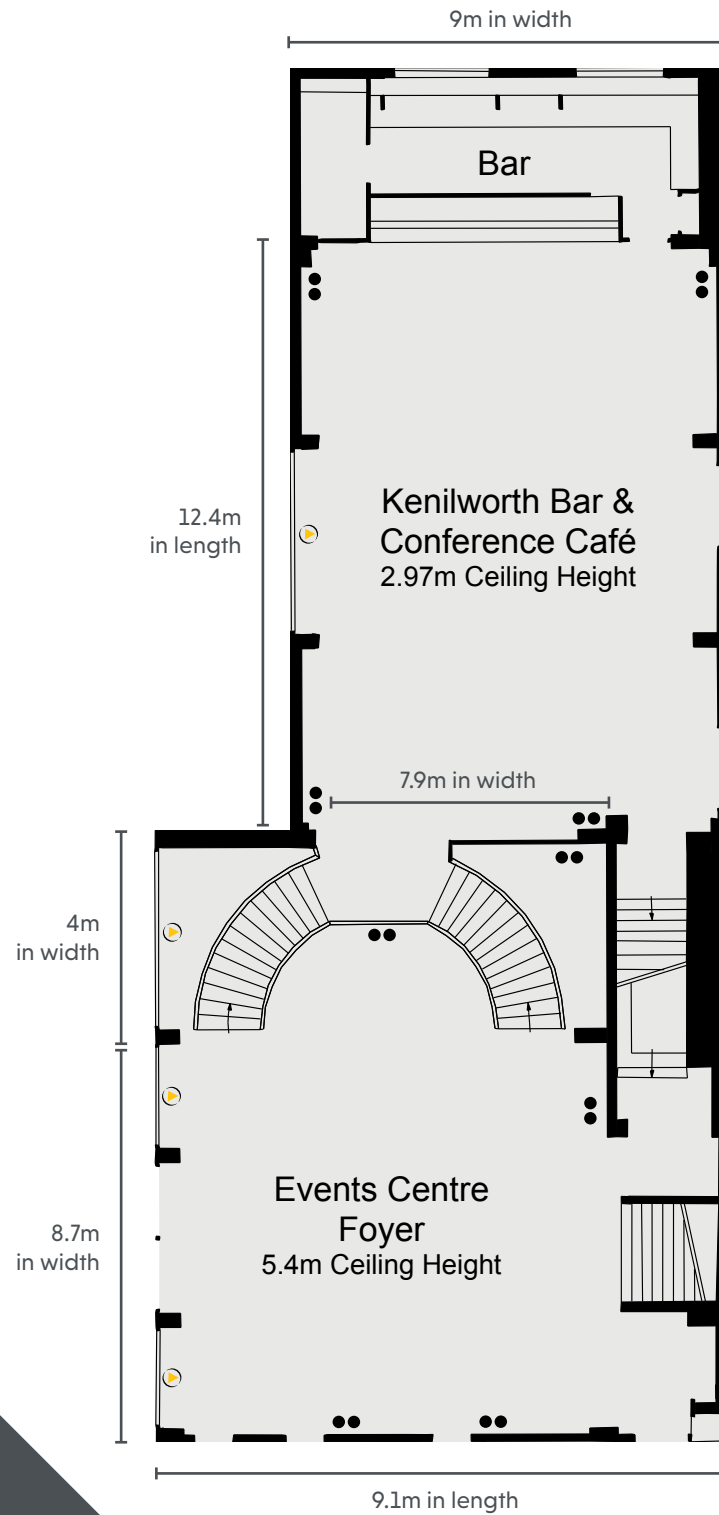 9m in width
Bar
12.4m
in length
Kenilworth Bar &
Conference Café
2.97m Ceiling Height
7.9m in width
4m
in width
8.7m
in width
Events Centre
Foyer
5.4m Ceiling Height
9.1m in length